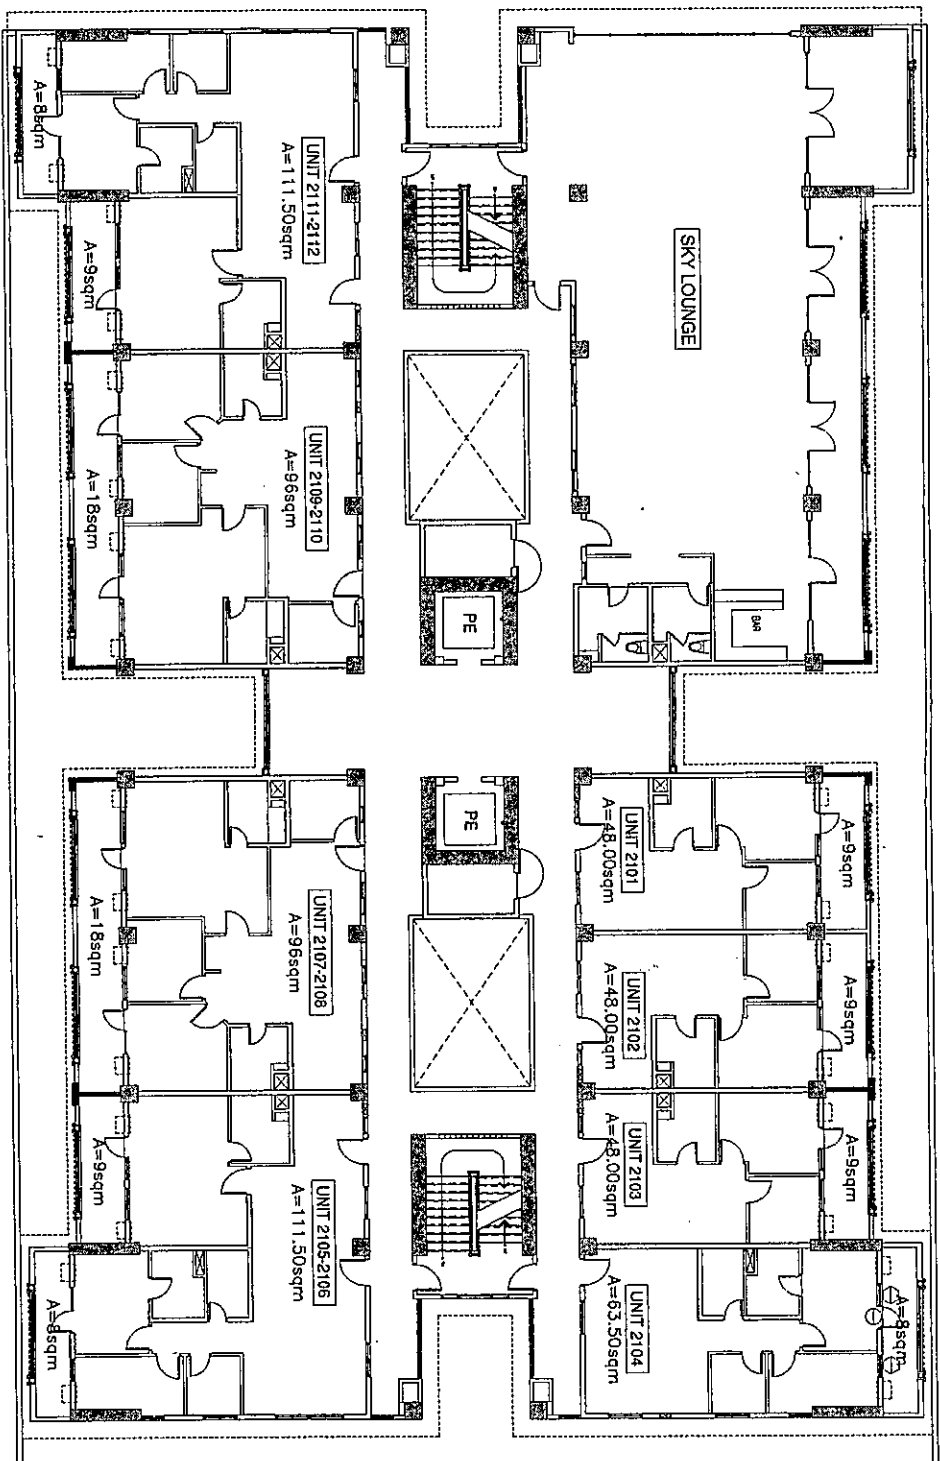 SKY LOUNGE
BAR
UNIT 2101
A=48.00sqm
A=9sqm
UNIT 2102
A=48.00sqm
A=9sqm
UNIT 2103
A=48.00sqm
A=9sqm
UNIT 2104
A=63.50sqm
A=8sqm
PE
PE
UNIT 2111-2112
A=111.50sqm
A=8sqm
A=9sqm
UNIT 2109-2110
A=96sqm
A=18sqm
UNIT 2107-2108
A=96sqm
A=18sqm
UNIT 2105-2106
A=111.50sqm
A=9sqm
A=8sqm